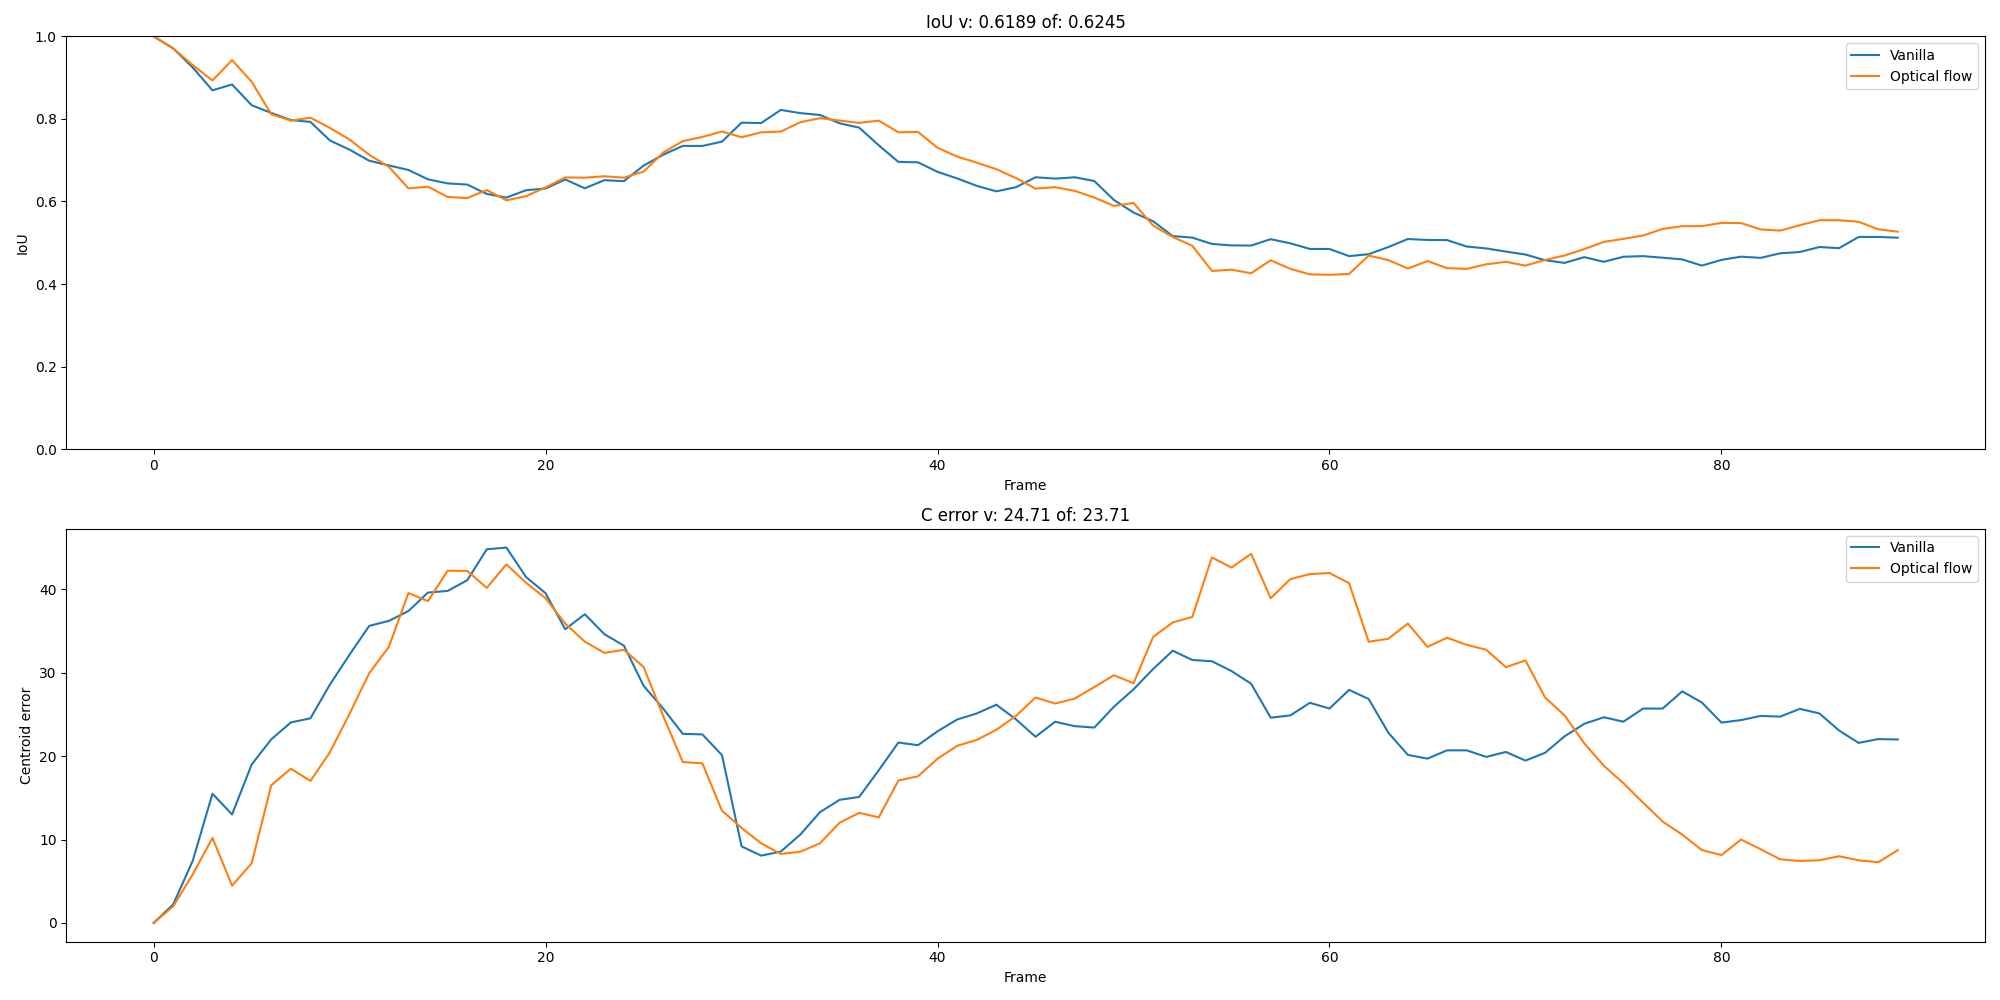 IoU v: 0.6189 of: 0.6245
1.0
0.8
0.6
0.4
0.2
0.0
IoU
Vanilla
Optical flow
0 20 40 60 80
Frame
C error v: 24.71 of: 23.71
40
30
20
10
0
Centroid error
Vanilla
Optical flow
0 20 40 60 80
Frame